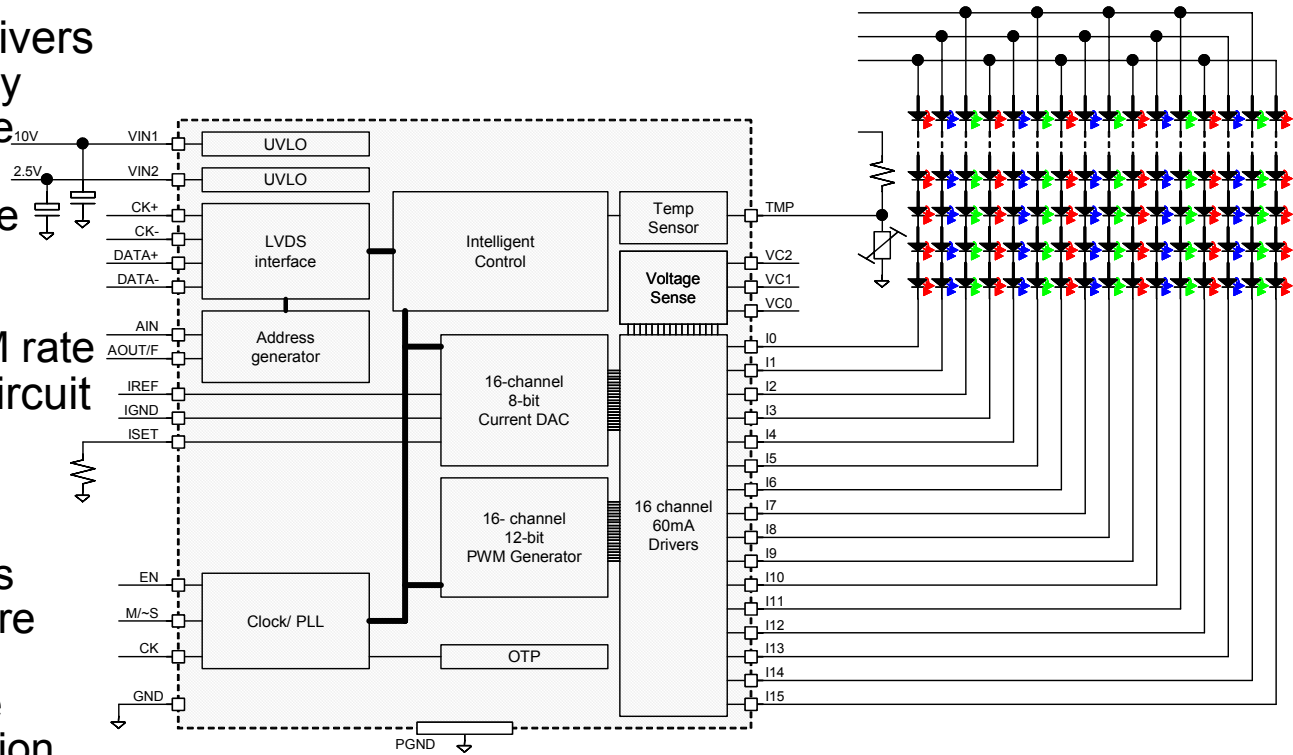 ivers
y
e
e
M rate
ircuit
s
re
e
ion
10V
VIN1
2.5V
VIN2
CK+
CK-
DATA+
DATA-
AIN
AOUT/F
IREF
IGND
ISET
EN
M/~S
CK
GND
PGND
UVLO
UVLO
LVDS
interface
Address
generator
Clock/ PLL
Intelligent
Control
16-channel
8-bit
Current DAC
16- channel
12-bit
PWM Generator
OTP
Temp
Sensor
Voltage
Sense
16 channel
60mA
Drivers
TMP
VC2
VC1
VC0
I0
I1
I2
I3
I4
I5
I6
I7
I8
I9
I10
I11
I12
I13
I14
I15